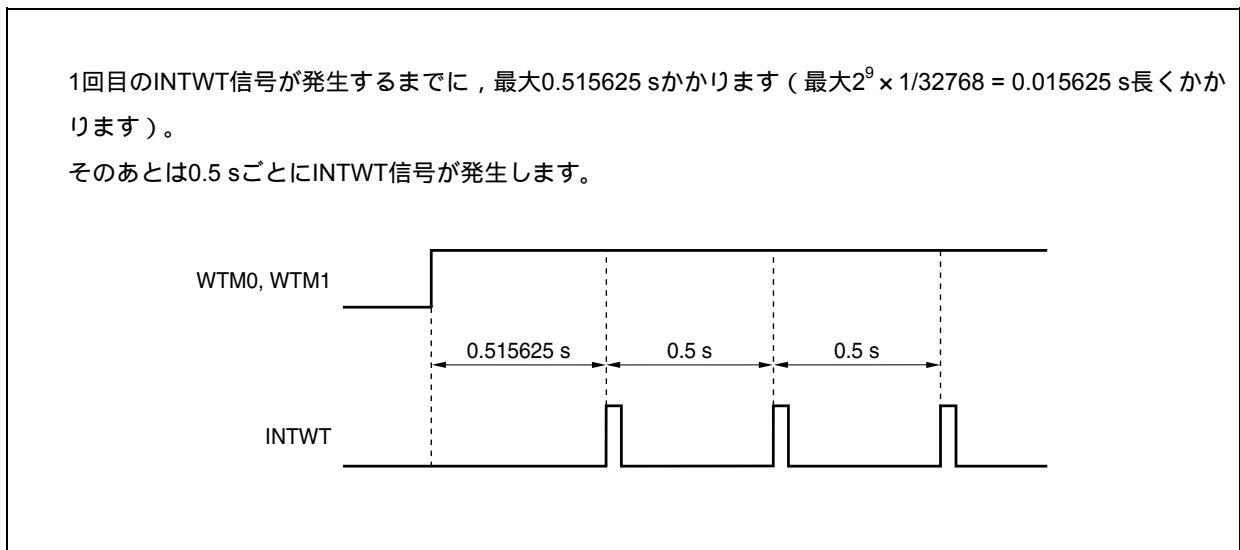 1回目のINTWT信号が発生するまでに，最大0.515625 sかかります（最大2⁹×1/32768 = 0.015625 s長くかか
ります）。
そのあとは0.5 sごとにINTWT信号が発生します。
WTM0, WTM1
0.515625 s 0.5 s 0.5 s
INTWT